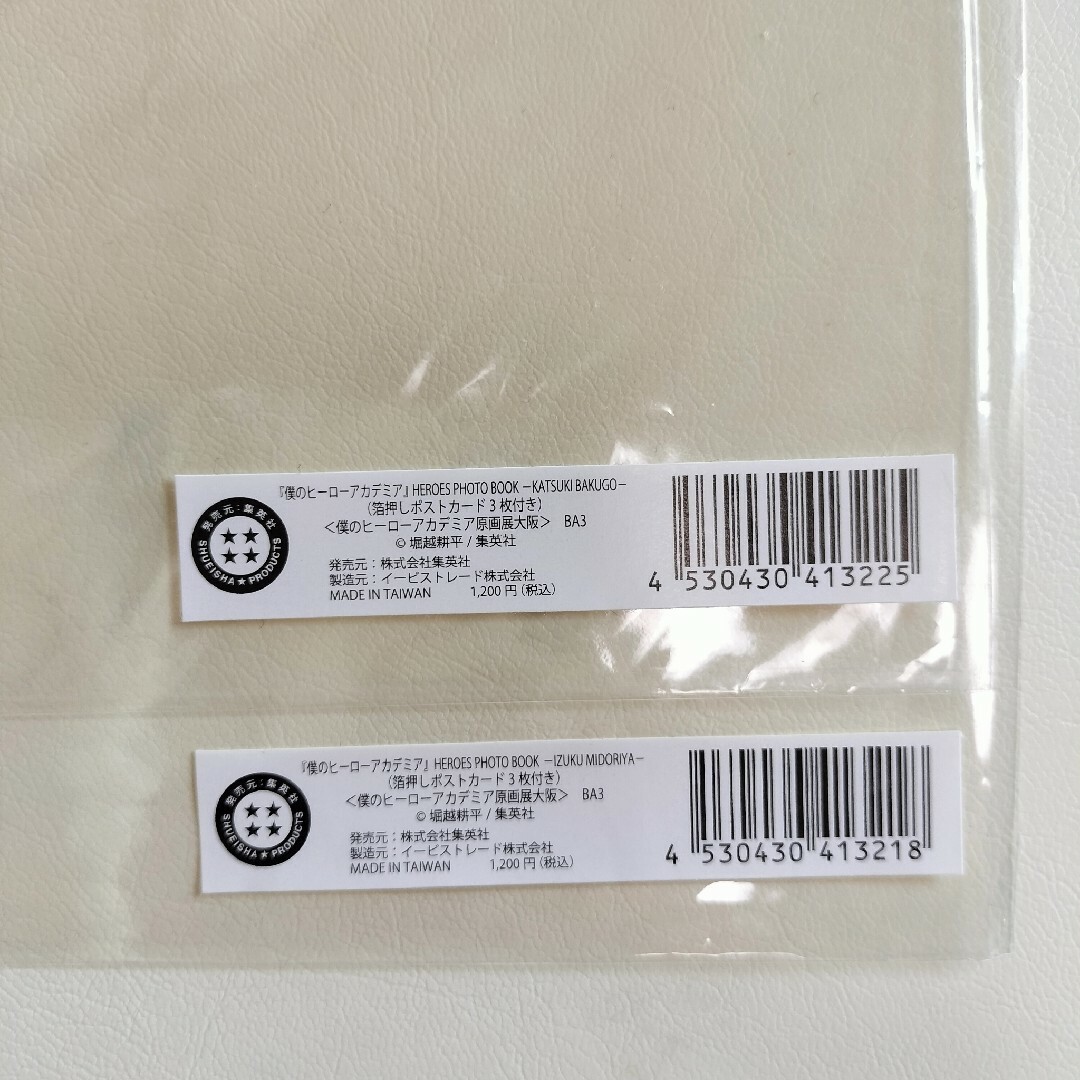 発売元:集英社
SHUEISHA★PRODUCTS
『僕のヒーローアカデミア』HEROES PHOTO BOOK －KATSUKI BAKUGO－
(箔押しポストカード3枚付き)
＜僕のヒーローアカデミア原画展大阪＞ BA3
© 堀越耕平 / 集英社
発売元：株式会社集英社
製造元：イービストレード株式会社
MADE IN TAIWAN 1,200円(税込)
4 530430 413225
発売元:集英社
SHUEISHA★PRODUCTS
『僕のヒーローアカデミア』HEROES PHOTO BOOK －IZUKU MIDORIYA－
(箔押しポストカード3枚付き)
＜僕のヒーローアカデミア原画展大阪＞ BA3
© 堀越耕平 / 集英社
発売元：株式会社集英社
製造元：イービストレード株式会社
MADE IN TAIWAN 1,200円(税込)
4 530430 413218